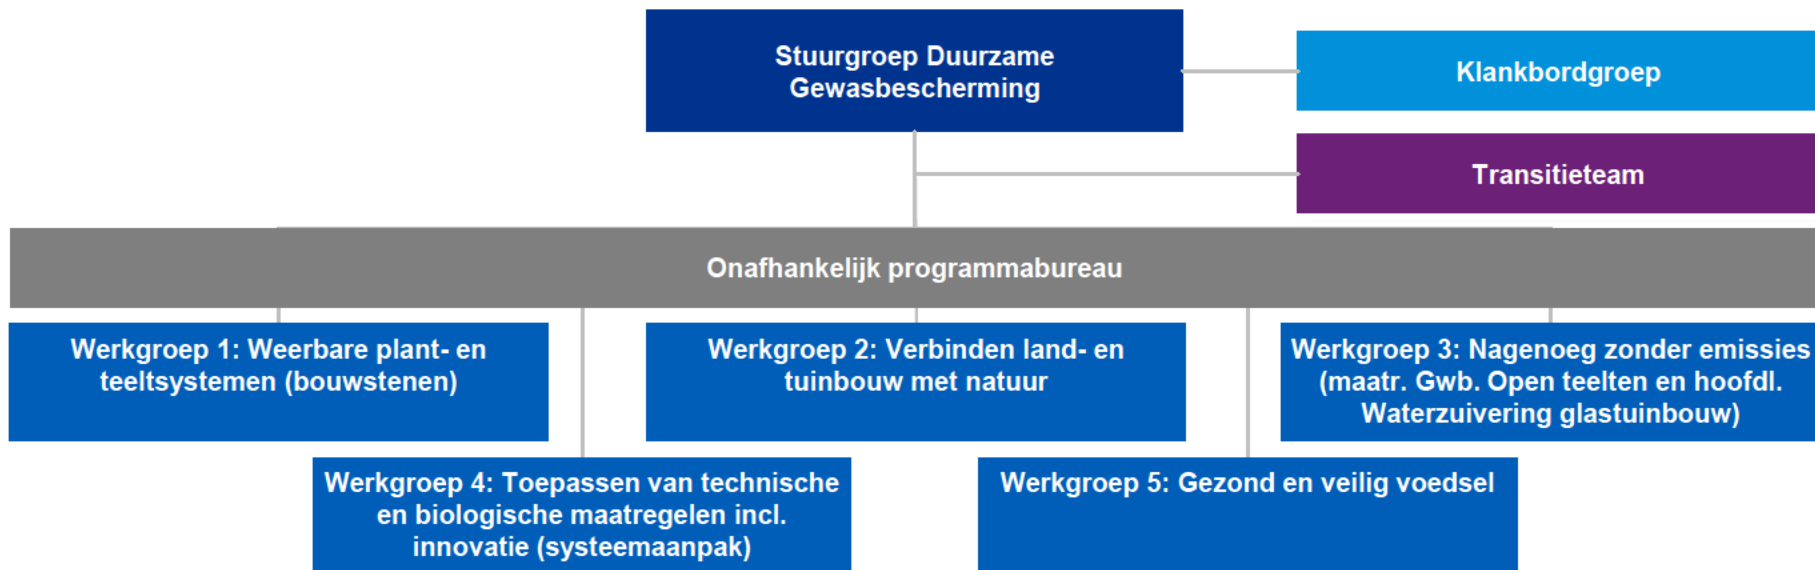 Stuurgroep Duurzame
Gewasbescherming
Klankbordgroep
Transitieteam
Onafhankelijk programmabureau
Werkgroep 1: Weerbare plant- en
teeltsystemen (bouwstenen)
Werkgroep 2: Verbinden land- en
tuinbouw met natuur
Werkgroep 3: Nagenoeg zonder emissies
(maatr. Gwb. Open teelten en hoofdl.
Waterzuivering glastuinbouw)
Werkgroep 4: Toepassen van technische
en biologische maatregelen incl.
innovatie (systeemaanpak)
Werkgroep 5: Gezond en veilig voedsel